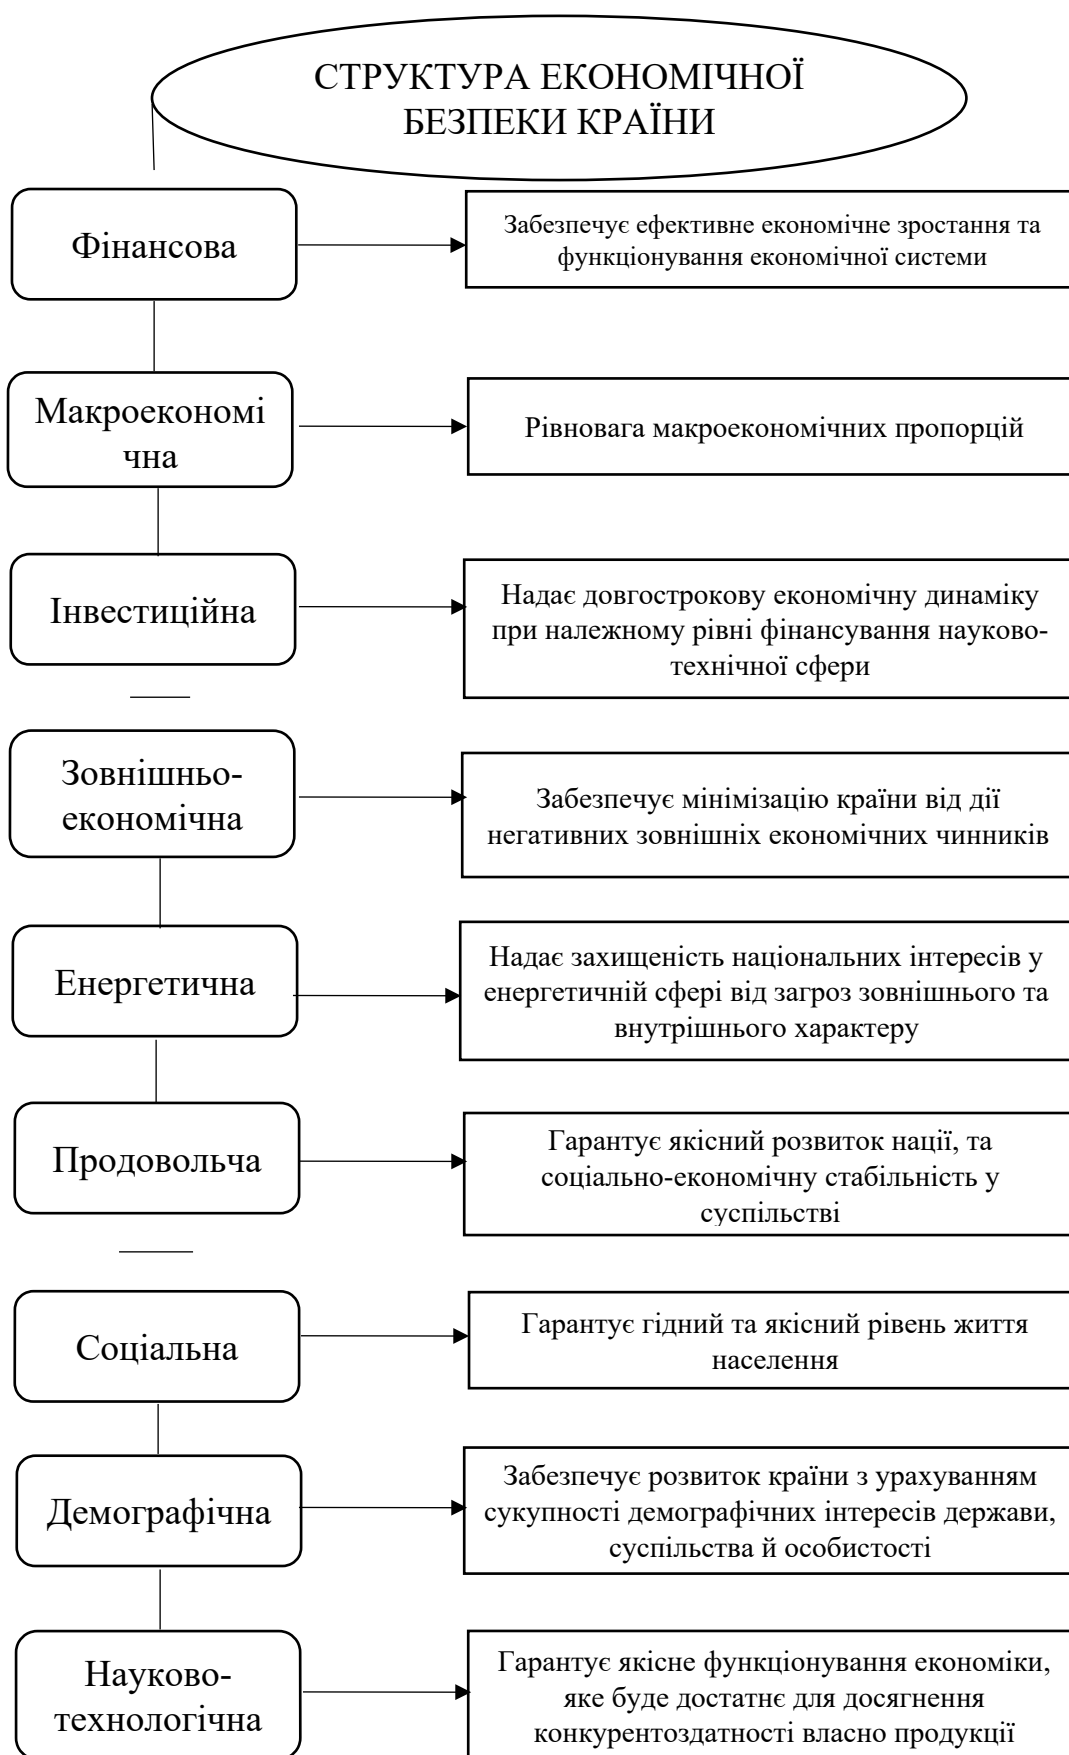 СТРУКТУРА ЕКОНОМІЧНОЇ
БЕЗПЕКИ КРАЇНИ
Фінансова
Забезпечує ефективне економічне зростання та
функціонування економічної системи
Макроекономі
чна
Рівновага макроекономічних пропорцій
Інвестиційна
Надає довгострокову економічну динаміку
при належному рівні фінансування науково-
технічної сфери
Зовнішньо-
економічна
Забезпечує мінімізацію країни від дії
негативних зовнішніх економічних чинників
Енергетична
Надає захищеність національних інтересів у
енергетичній сфері від загроз зовнішнього та
внутрішнього характеру
Продовольча
Гарантує якісний розвиток нації, та
соціально-економічну стабільність у
суспільстві
Соціальна
Гарантує гідний та якісний рівень життя
населення
Демографічна
Забезпечує розвиток країни з урахуванням
сукупності демографічних інтересів держави,
суспільства й особистості
Науково-
технологічна
Гарантує якісне функціонування економіки,
яке буде достатнє для досягнення
конкурентоздатності власно продукції